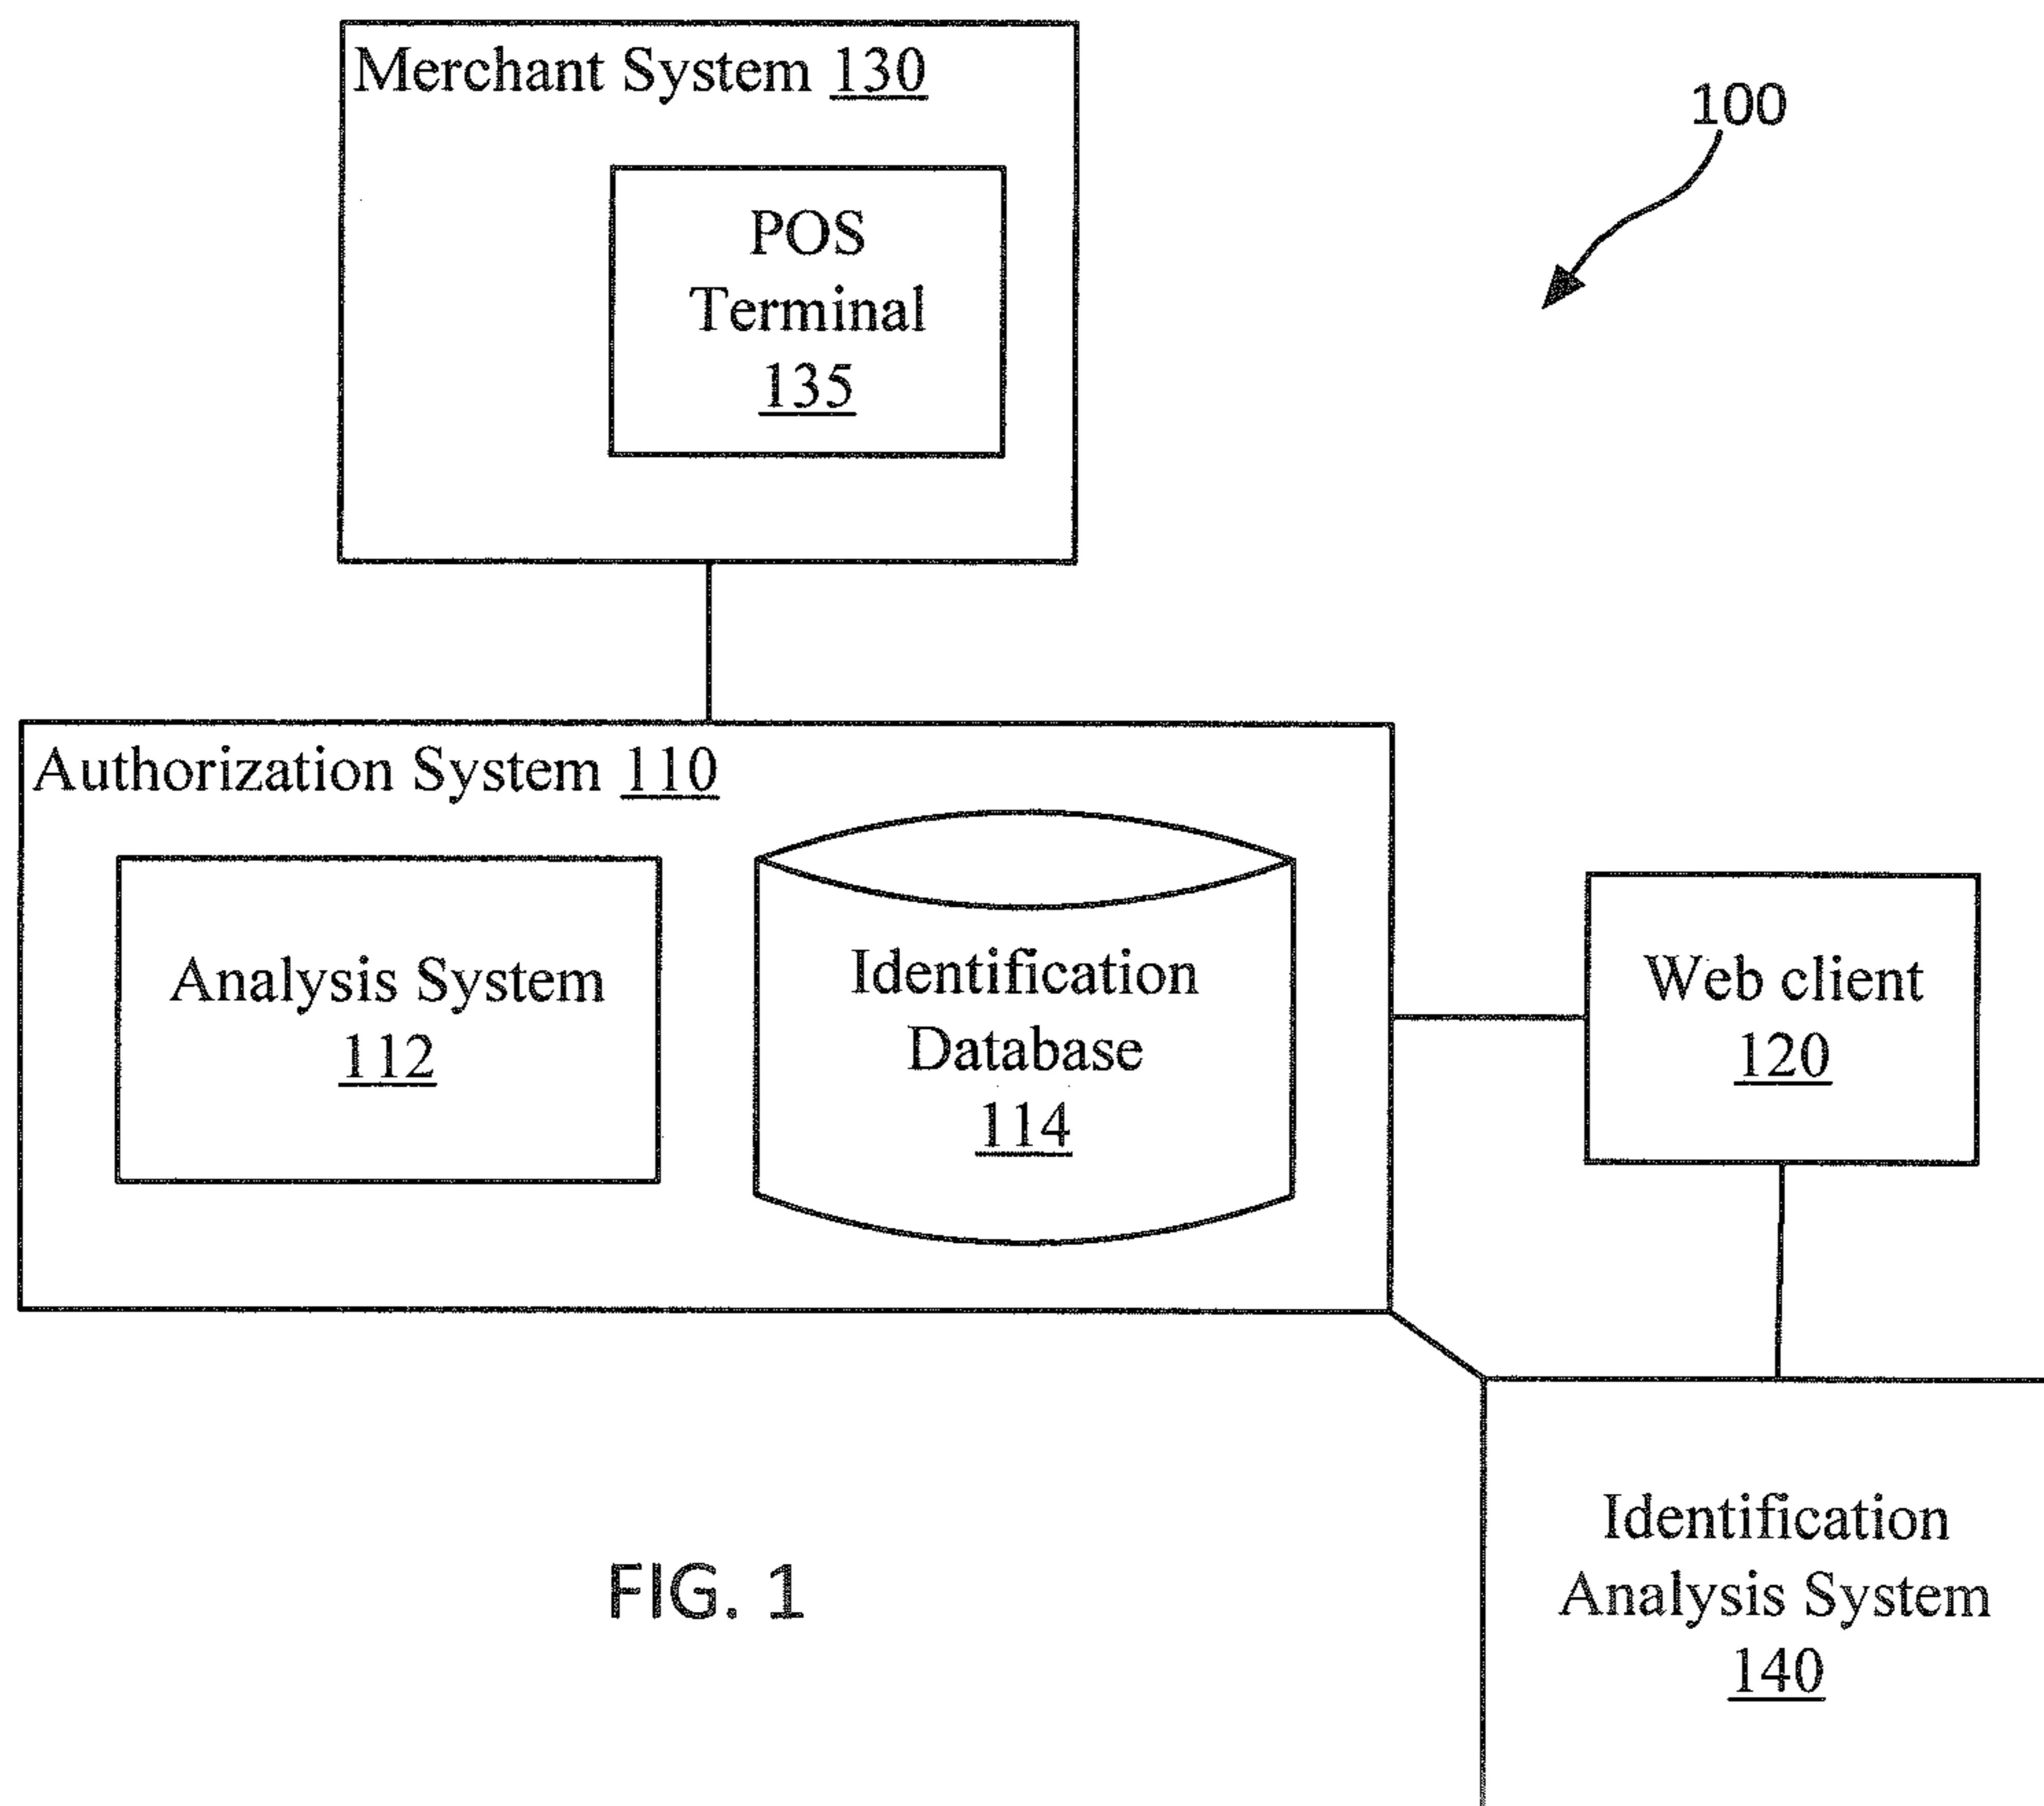 Merchant System 130
100
POS
Terminal
135
Authorization System 110
Analysis System
112
Identification
Database
114
Web client
120
Identification
Analysis System
140
FIG. 1